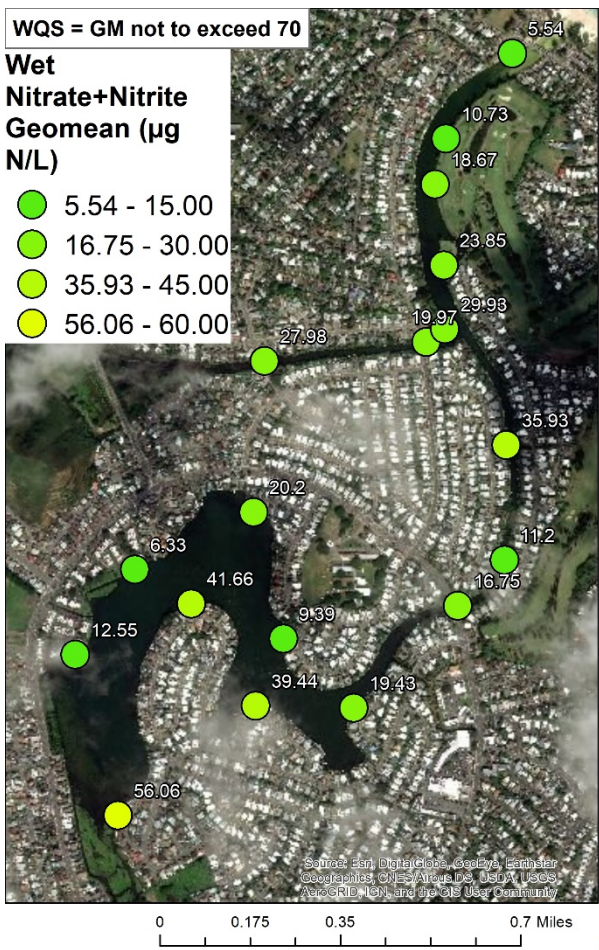 WQS = GM not to exceed 70
Wet
Nitrate+Nitrite
Geomean (µg
N/L)
5.54 - 15.00
16.75 - 30.00
35.93 - 45.00
56.06 - 60.00
5.54
10.73
18.67
23.85
29.93
19.97
27.98
35.93
20.2
11.2
6.33
16.75
41.66
9.39
12.55
39.44
19.43
56.06
Source: Esri, DigitalGlobe, GeoEye, Earthstar
Geographics, CNES/Airbus DS, USDA, USGS,
AeroGRID, IGN, and the GIS User Community
0 0.175 0.35 0.7 Miles